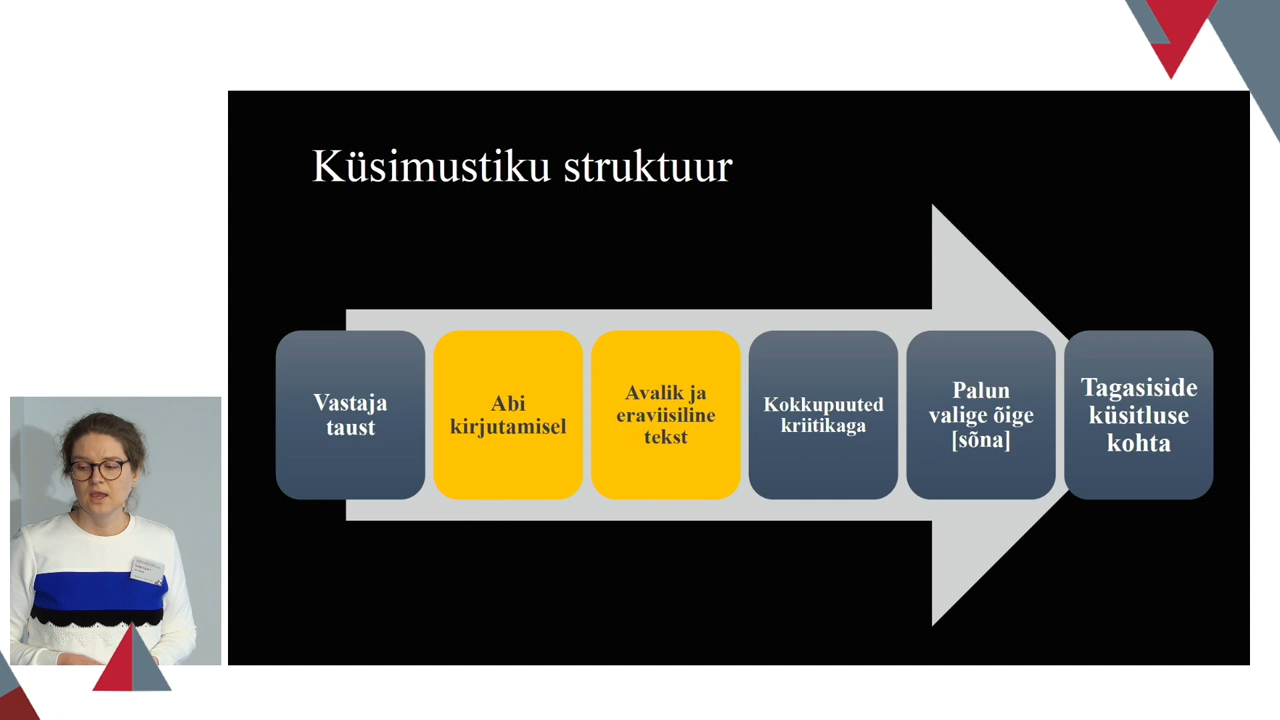 Küsimustiku struktuur
Vastaja
taust
Abi
kirjutamisel
Avalik ja
eraviisiline
tekst
Kokkupuuted
kriitikaga
Palun
valige õige
[sõna]
Tagasiside
küsitluse
kohta